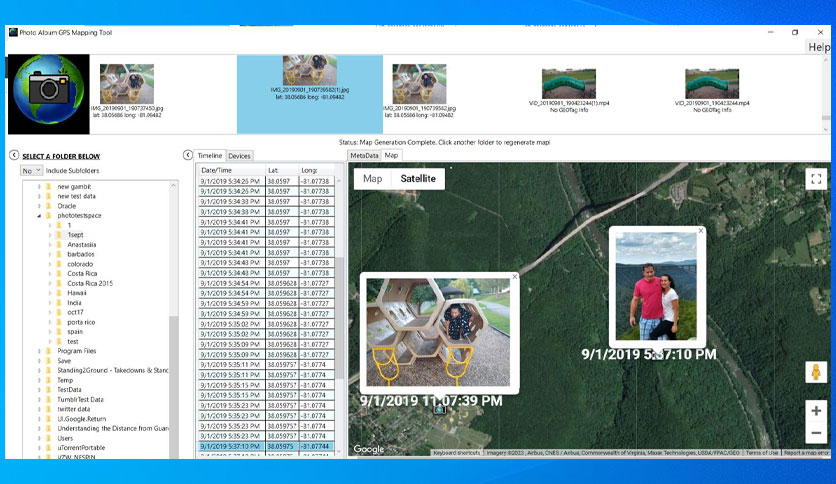 Photo Album GPS Mapping Tool
Help
IMG_20190901_190737450.jpg
lat: 38.05686 long: -81.09482
IMG_20190901_190739582(1).jpg
lat: 38.05686 long: -81.09482
IMG_20190901_190739582.jpg
lat: 38.05686 long: -81.09482
VID_20190901_190423244(1).mp4
No GEOTag Info
VID_20190901_190423244.mp4
No GEOTag Info
Status: Map Generation Complete. Click another folder to regenerate map!
SELECT A FOLDER BELOW
No Include Subfolders
new gambit
new test data
Oracle
phototestspace
1
1sept
Anastasiia
barbados
colorado
Costa Rica
Costa Rica 2015
Hawaii
India
oct17
porta rico
spain
test
Program Files
Save
Standing2Ground - Takedowns & Stanc
Temp
TestData
TumblrTest Data
twitter data
UI.Google.Return
Understanding the Distance from Guar
Users
uTorrentPortable
VZW_NESPIN
Timeline Devices
Date/Time Lat: Long:
9/1/2019 5:34:26 PM 38.0597 -81.07738
9/1/2019 5:34:26 PM 38.0597 -81.07738
9/1/2019 5:34:38 PM 38.0597 -81.07738
9/1/2019 5:34:38 PM 38.0597 -81.07738
9/1/2019 5:34:41 PM 38.0597 -81.07738
9/1/2019 5:34:41 PM 38.0597 -81.07738
9/1/2019 5:34:41 PM 38.0597 -81.07738
9/1/2019 5:34:41 PM 38.0597 -81.07738
9/1/2019 5:34:48 PM 38.0597 -81.07738
9/1/2019 5:34:48 PM 38.0597 -81.07738
9/1/2019 5:34:54 PM 38.059628 -81.07727
9/1/2019 5:34:54 PM 38.059628 -81.07727
9/1/2019 5:34:59 PM 38.059628 -81.07727
9/1/2019 5:34:59 PM 38.059628 -81.07727
9/1/2019 5:35:02 PM 38.059628 -81.07727
9/1/2019 5:35:02 PM 38.059628 -81.07727
9/1/2019 5:35:09 PM 38.059628 -81.07727
9/1/2019 5:35:09 PM 38.059628 -81.07727
9/1/2019 5:35:11 PM 38.059757 -81.0774
9/1/2019 5:35:11 PM 38.059757 -81.0774
9/1/2019 5:35:15 PM 38.059757 -81.0774
9/1/2019 5:35:15 PM 38.059757 -81.0774
9/1/2019 5:35:23 PM 38.059757 -81.0774
9/1/2019 5:35:23 PM 38.059757 -81.0774
9/1/2019 5:35:23 PM 38.059757 -81.0774
9/1/2019 5:35:23 PM 38.059757 -81.0774
9/1/2019 5:37:10 PM 38.05975 -81.07744
MetaData Map
Map Satellite
9/1/2019 5:37:10 PM
9/1/2019 11:07:39 PM
Google
Keyboard shortcuts Imagery ©2023 , Airbus, CNES / Airbus, Commonwealth of Virginia, Maxar Technologies, USDA/FPAC/GEO Terms of Use Report a map error